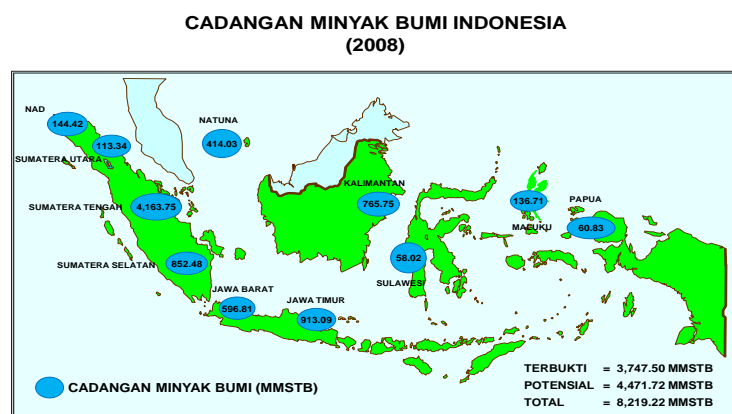 CADANGAN MINYAK BUMI INDONESIA
(2008)
NAD
144.42
NATUNA
414.03
113.34
SUMATERA UTARA
KALIMANTAN
765.75
136.71
MALUKU
PAPUA
60.83
4,163.75
SUMATERA TENGAH
852.48
SUMATERA SELATAN
58.02
SULAWESI
JAWA BARAT
596.81
JAWA TIMUR
913.09
CADANGAN MINYAK BUMI (MMSTB)
TERBUKTI = 3,747.50 MMSTB
POTENSIAL = 4,471.72 MMSTB
TOTAL = 8,219.22 MMSTB